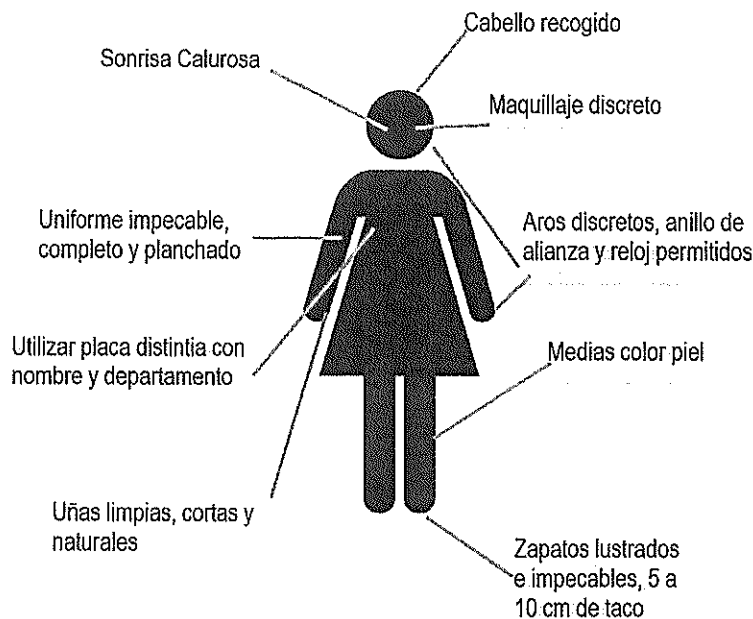 Cabello recogido
Sonrisa Calurosa
Maquillaje discreto
Uniforme impecable,
completo y planchado
Aros discretos, anillo de
alianza y reloj permitidos
Utilizar placa distintia con
nombre y departamento
Medias color piel
Uñas limpias, cortas y
naturales
Zapatos lustrados
e impecables, 5 a
10 cm de taco